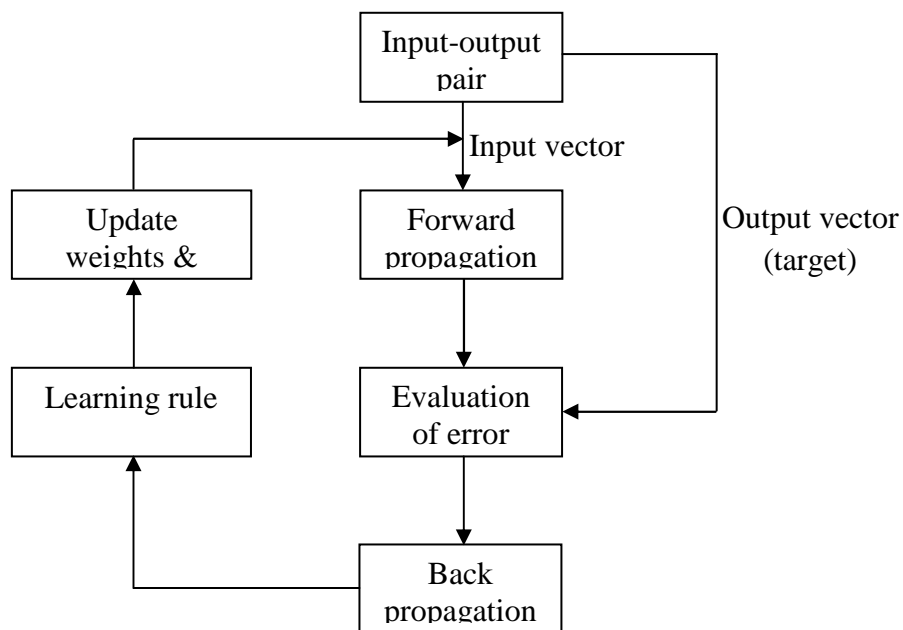 Input-output
pair
Input vector
Update
weights &
Forward
propagation
Output vector
(target)
Learning rule
Evaluation
of error
Back
propagation